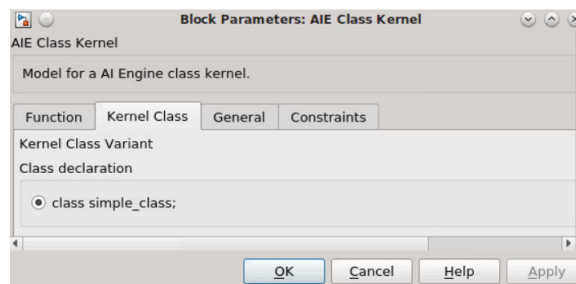 Block Parameters: AIE Class Kernel
AIE Class Kernel
Model for a AI Engine class kernel.
Function Kernel Class General Constraints
Kernel Class Variant
Class declaration
class simple_class;
OK Cancel Help Apply